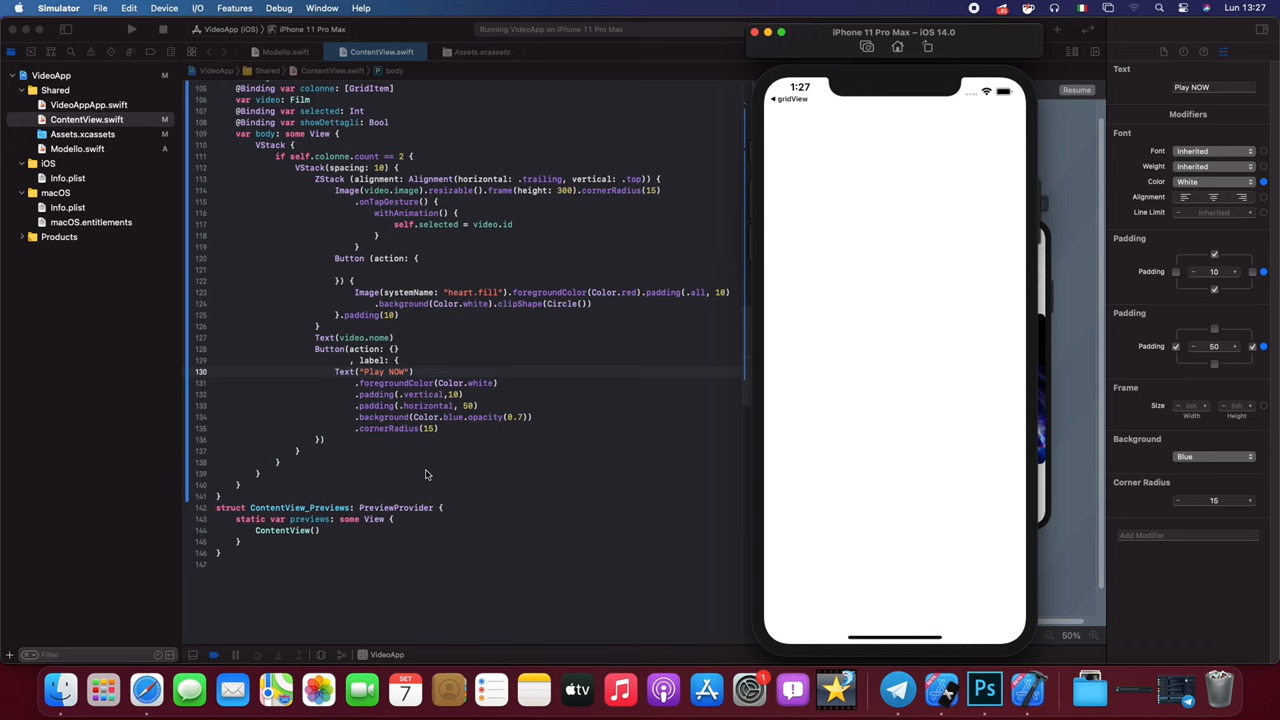 Simulator File Edit Device I/O Features Debug Window Help Lun 13:27
VideoApp iPhone 11 Pro Max Running VideoApp on iPhone 11 Pro Max
iPhone 11 Pro Max – iOS 14.0
Modello.swift ContentView.swift Assets.xcassets
VideoApp Shared ContentView.swift body
VideoApp M
Shared
VideoAppApp.swift
ContentView.swift M
Assets.xcassets M
Modello.swift A
iOS
Info.plist
macOS
Info.plist
macOS.entitlements
Products
105 @Binding var colonne: [GridItem]
106 var video: Film
107 @Binding var selected: Int
108 @Binding var showDettagli: Bool
109 var body: some View {
110 VStack {
111 if self.colonne.count == 2 {
112 VStack(spacing: 10) {
113 ZStack (alignment: Alignment(horizontal: .trailing, vertical: .top)) {
114 Image(video.image).resizable().frame(height: 300).cornerRadius(15)
115 .onTapGesture() {
116 withAnimation() {
117 self.selected = video.id
118 }
119 }
120 Button (action: {
121
122 }) {
123 Image(systemName: "heart.fill").foregroundColor(Color.red).padding(.all, 10)
124 .background(Color.white).clipShape(Circle())
125 }.padding(10)
126 }
127 Text(video.nome)
128 Button(action: {}
129 , label: {
130 Text("Play NOW")
131 .foregroundColor(Color.white)
132 .padding(.vertical,10)
133 .padding(.horizontal, 50)
134 .background(Color.blue.opacity(0.7))
135 .cornerRadius(15)
136 })
137 }
138 }
139 }
140 }
141 }
142 struct ContentView_Previews: PreviewProvider {
143 static var previews: some View {
144 ContentView()
145 }
146 }
147
1:27
gridView
Resume
50%
Text
Play NOW
Modifiers
Font
Font Inherited
Weight Inherited
Color White
Alignment
Line Limit Inherited
Padding
Padding 10
Padding
Padding 50
Frame
Size Inh Inh
Width Height
Background
Blue
Corner Radius
15
Add Modifier
Filter
VideoApp
SET
7
tv
1
Ps